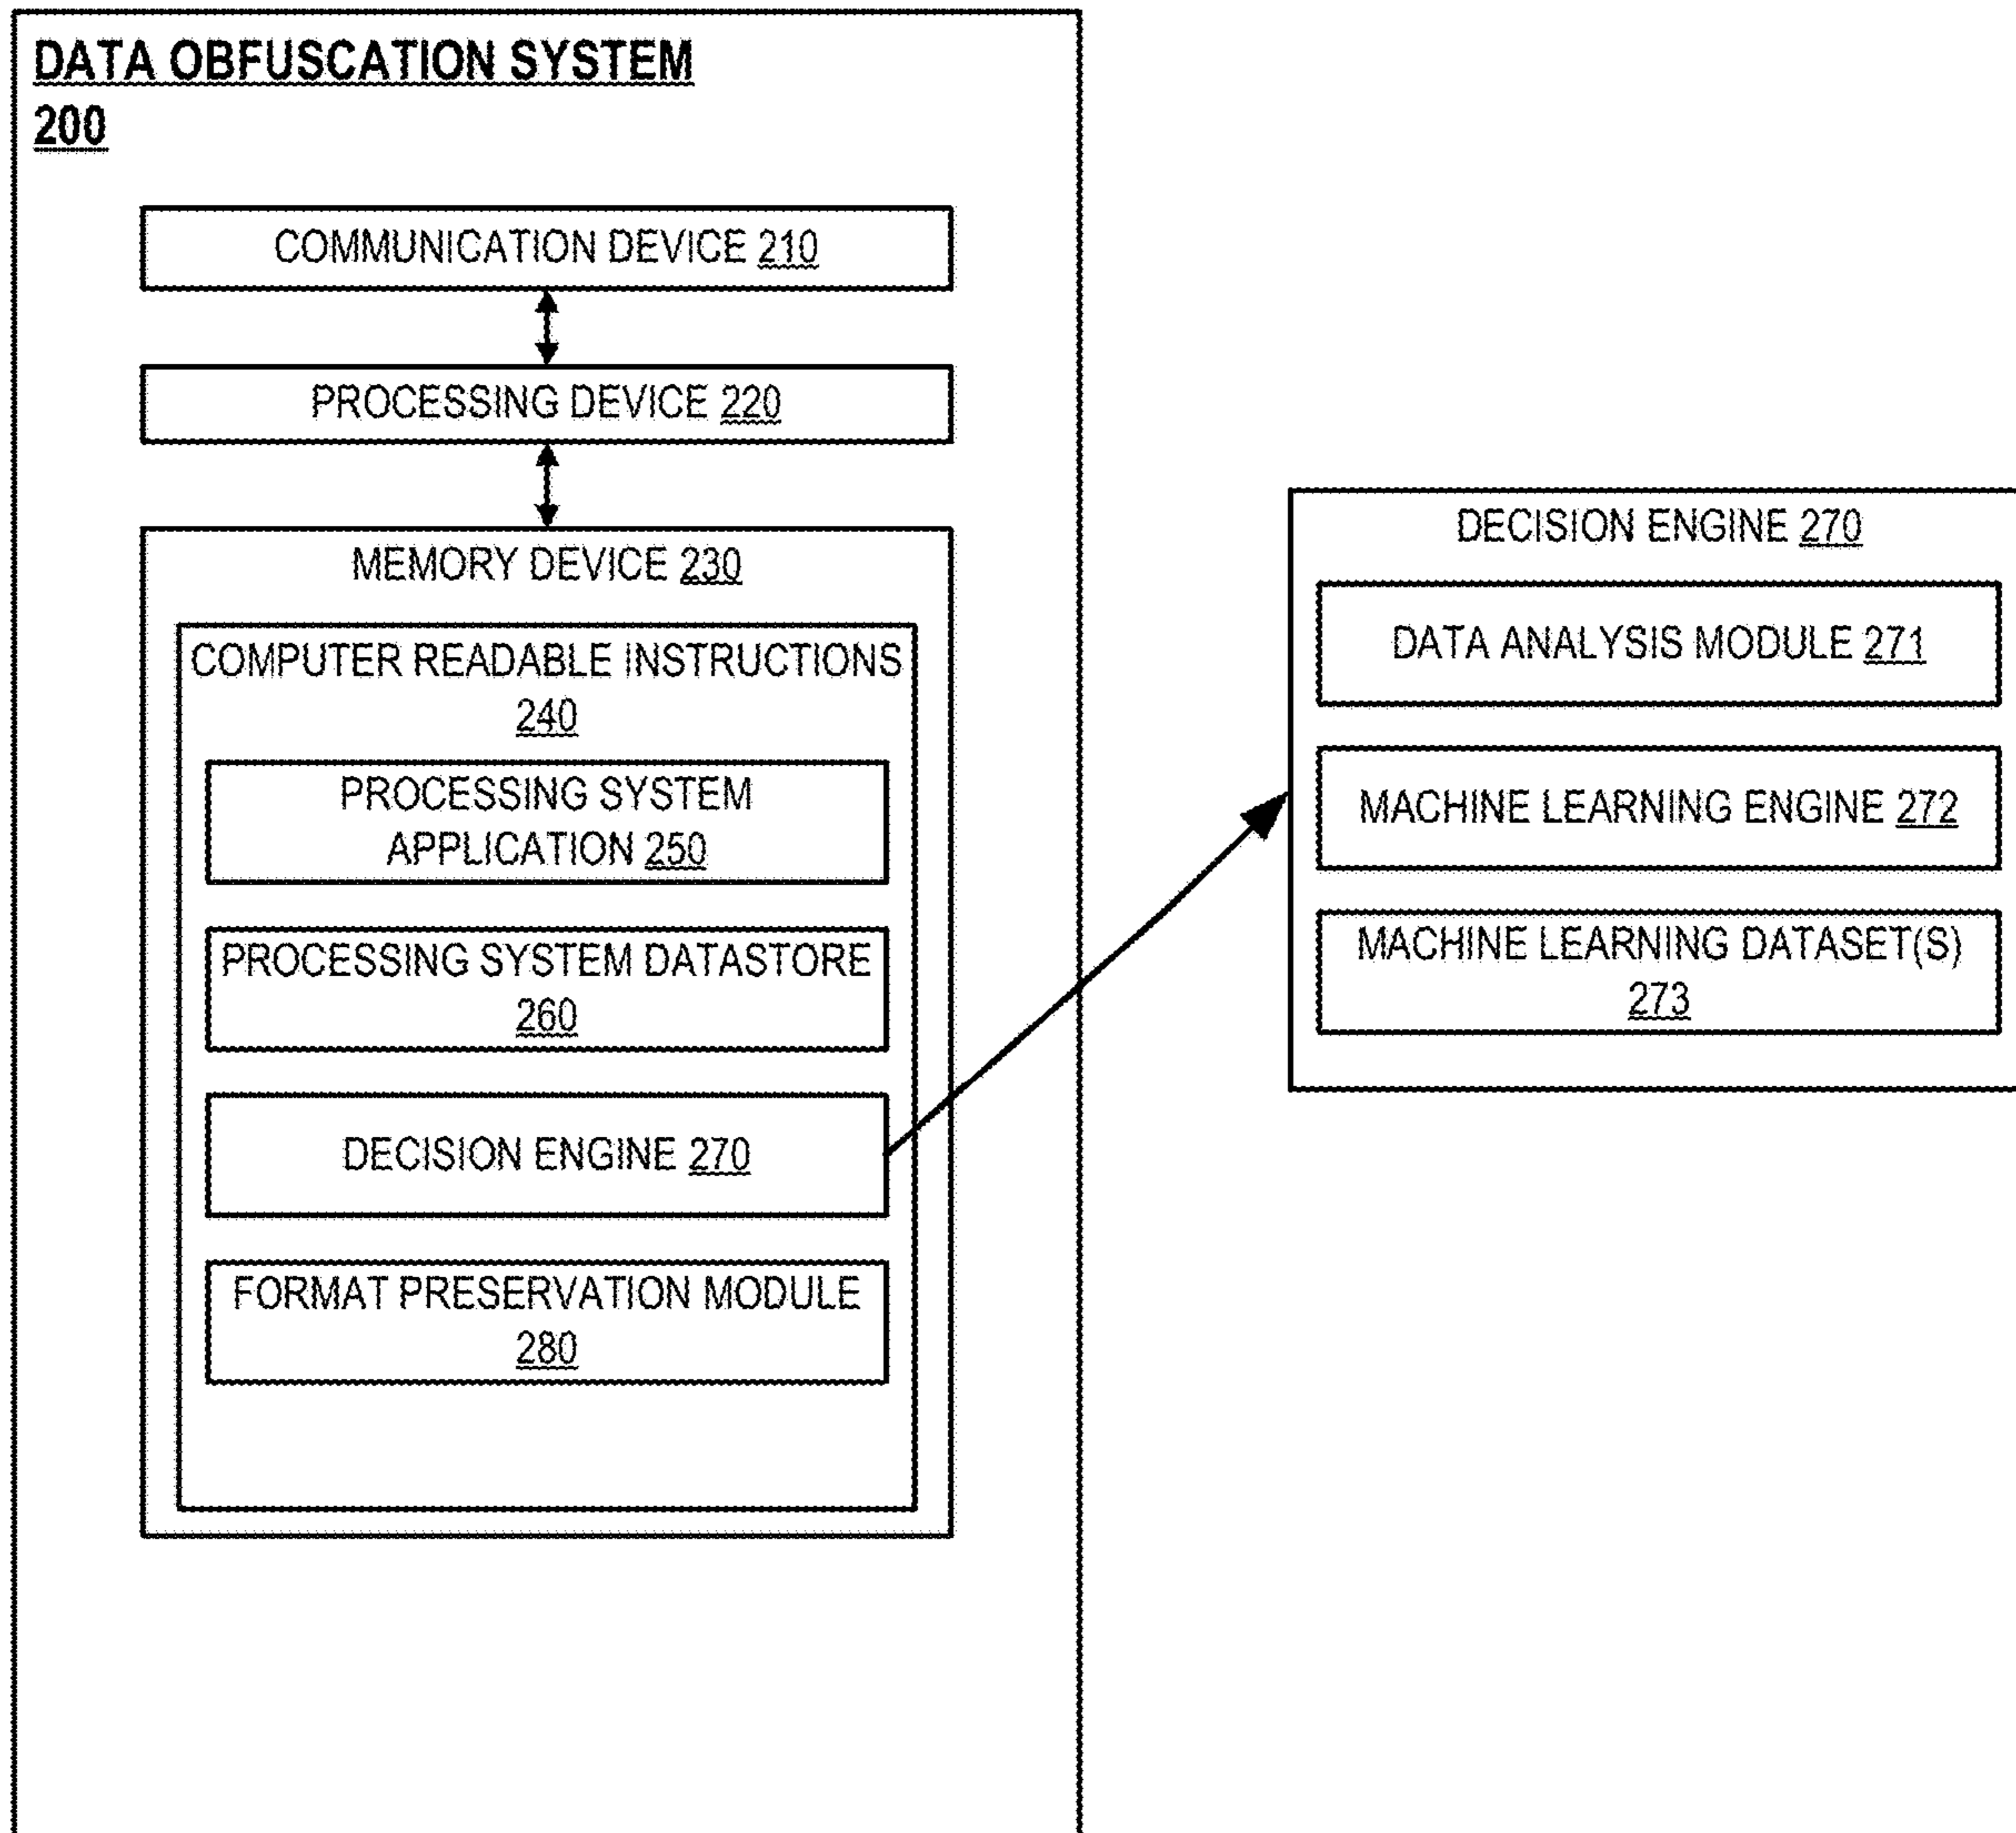 DATA OBFUSCATION SYSTEM
200
COMMUNICATION DEVICE 210
PROCESSING DEVICE 220
MEMORY DEVICE 230
COMPUTER READABLE INSTRUCTIONS
240
PROCESSING SYSTEM
APPLICATION 250
PROCESSING SYSTEM DATASTORE
260
DECISION ENGINE 270
FORMAT PRESERVATION MODULE
280
DECISION ENGINE 270
DATA ANALYSIS MODULE 271
MACHINE LEARNING ENGINE 272
MACHINE LEARNING DATASET(S)
273